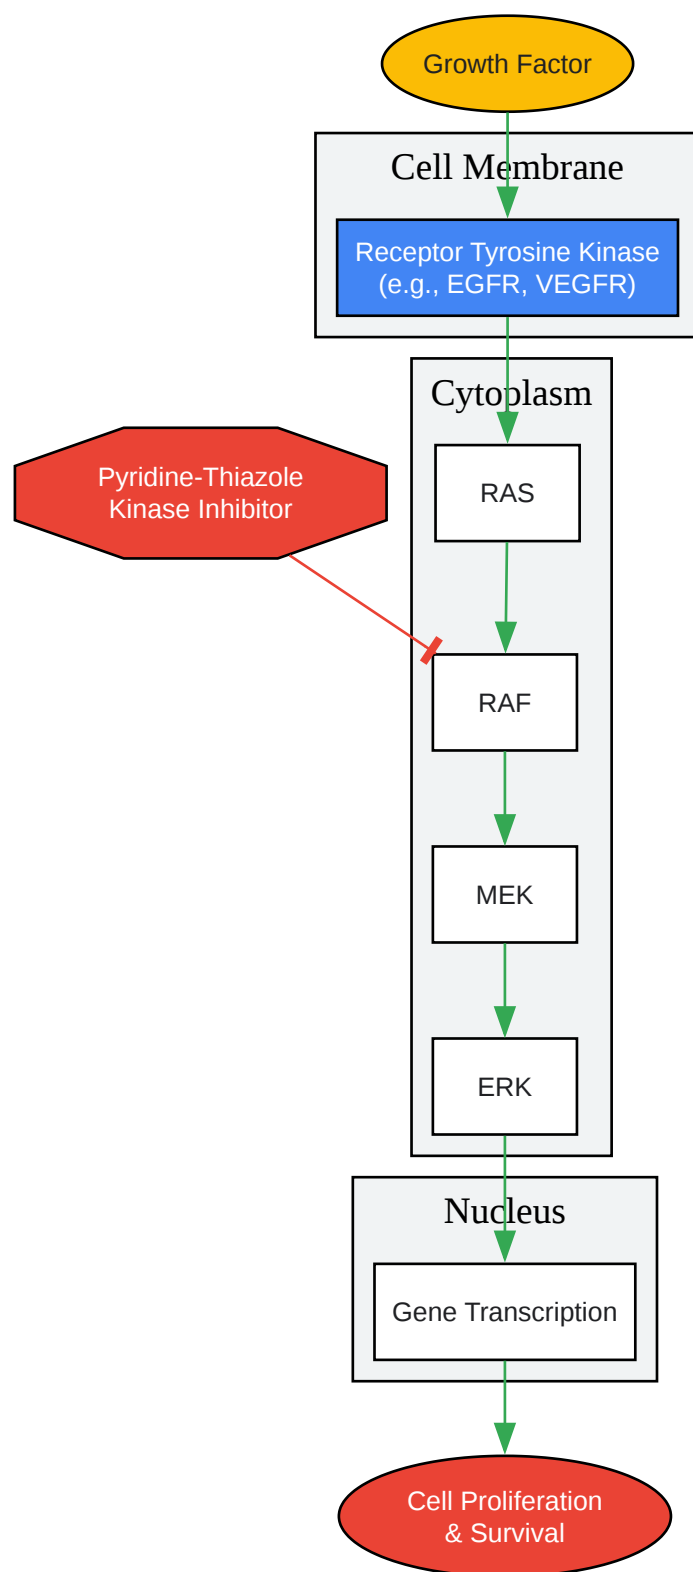 Growth Factor
Cell Membrane
Receptor Tyrosine Kinase
(e.g., EGFR, VEGFR)
Cytoplasm
Pyridine-Thiazole
Kinase Inhibitor
RAS
RAF
MEK
ERK
Nucleus
Gene Transcription
Cell Proliferation
& Survival